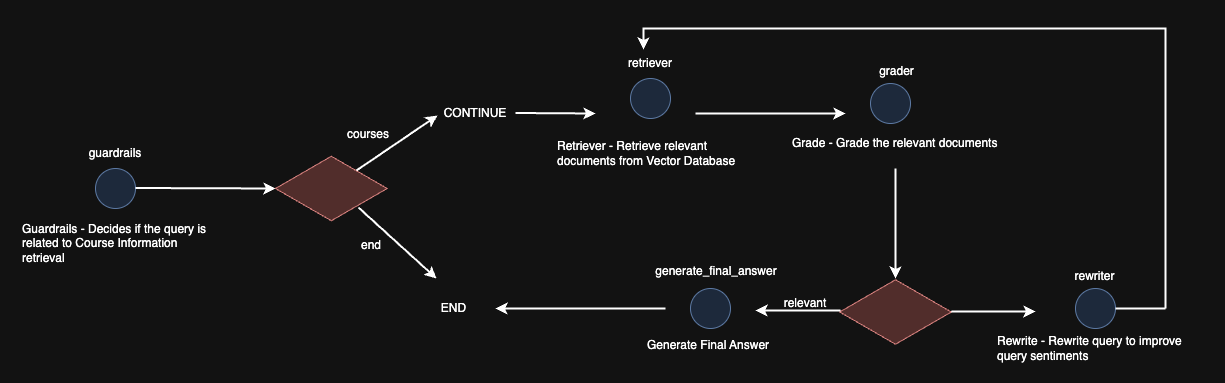 retriever
grader
CONTINUE
courses
Retriever - Retrieve relevant
documents from Vector Database
Grade - Grade the relevant documents
guardrails
Guardrails - Decides if the query is
related to Course Information
retrieval
end
generate_final_answer
rewriter
END
relevant
Generate Final Answer
Rewrite - Rewrite query to improve
query sentiments